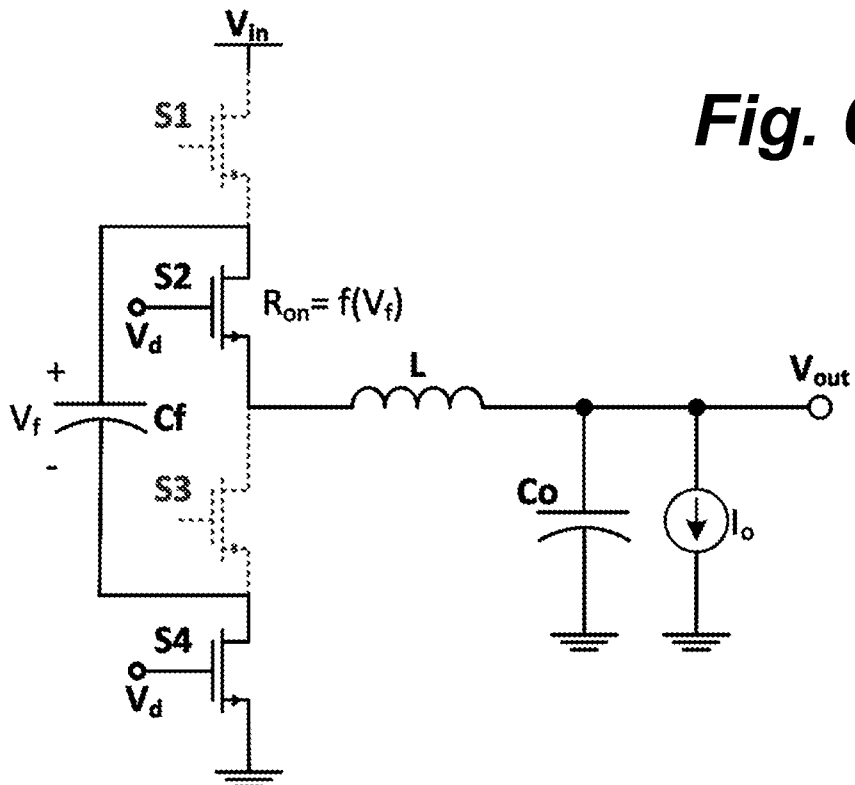 Vin
Fig.
S1
S2
Ron= f(Vf)
Vd
L
Vout
+
Vf
Cf
-
S3
Co
Io
S4
Vd